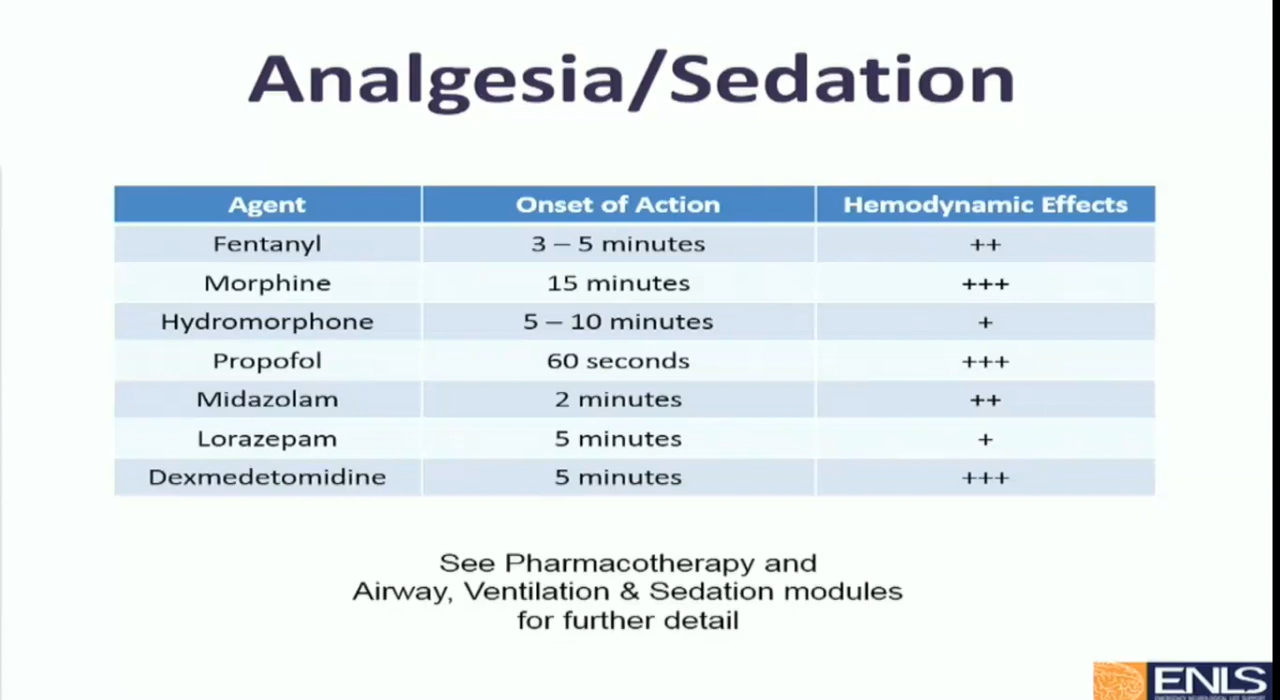 Analgesia/Sedation
Agent Onset of Action Hemodynamic Effects
Fentanyl 3 – 5 minutes ++
Morphine 15 minutes +++
Hydromorphone 5 – 10 minutes +
Propofol 60 seconds +++
Midazolam 2 minutes ++
Lorazepam 5 minutes +
Dexmedetomidine 5 minutes +++
See Pharmacotherapy and
Airway, Ventilation & Sedation modules
for further detail
ENLS